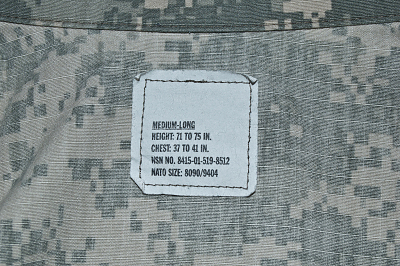 MEDIUM-LONG
HEIGHT: 71 TO 75 IN.
CHEST: 37 TO 41 IN.
NSN NO. 8415-01-519-8512
NATO SIZE: 8090/9404